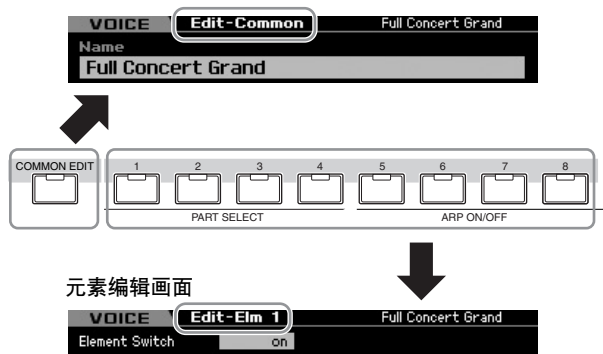 VOICE Edit-Common Full Concert Grand
Name
Full Concert Grand
COMMON EDIT 1 2 3 4 5 6 7 8
PART SELECT ARP ON/OFF
元素编辑画面
VOICE Edit-Elm 1 Full Concert Grand
Element Switch on